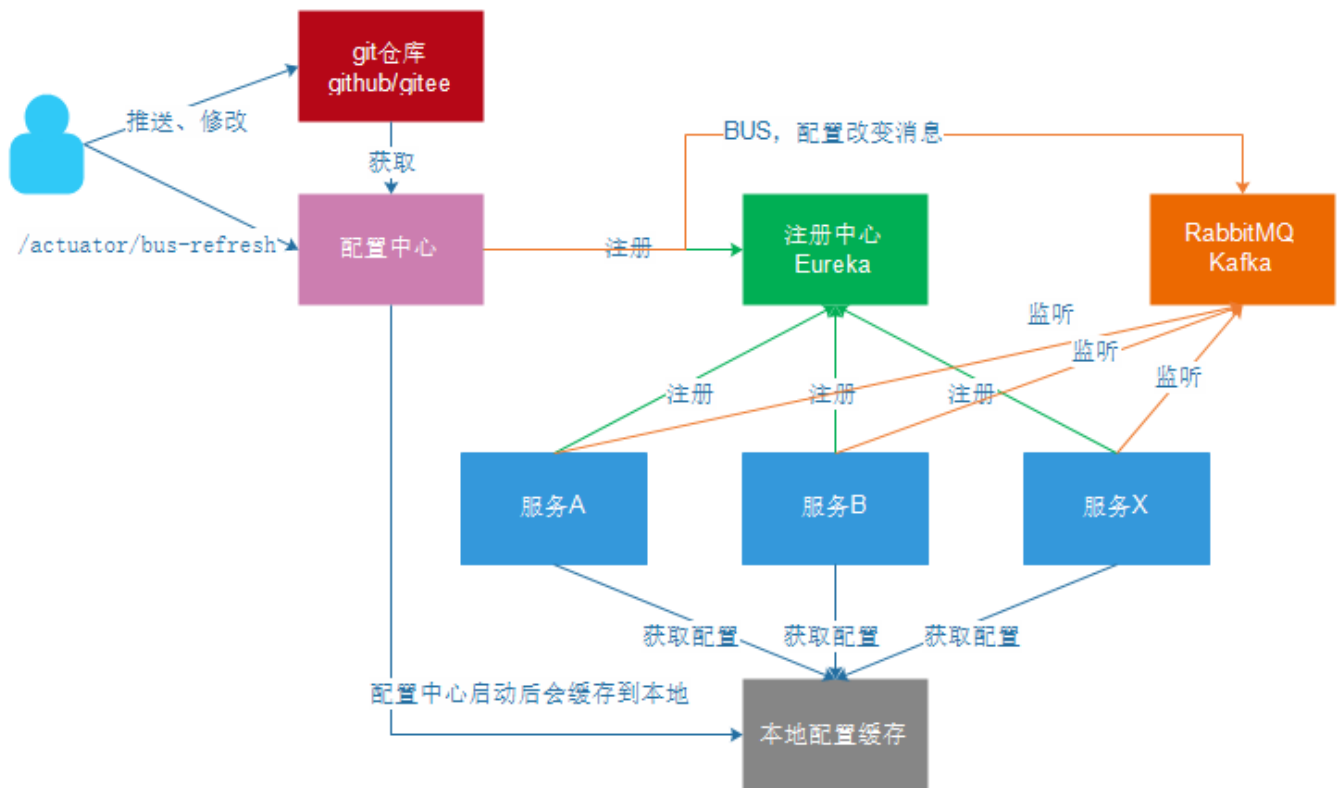 git仓库
github/gitee
推送、修改
获取
BUS，配置改变消息
/actuator/bus-refresh
配置中心
注册
注册中心
Eureka
RabbitMQ
Kafka
监听
监听
监听
注册
注册
注册
服务A
服务B
服务X
获取配置
获取配置
获取配置
配置中心启动后会缓存到本地
本地配置缓存